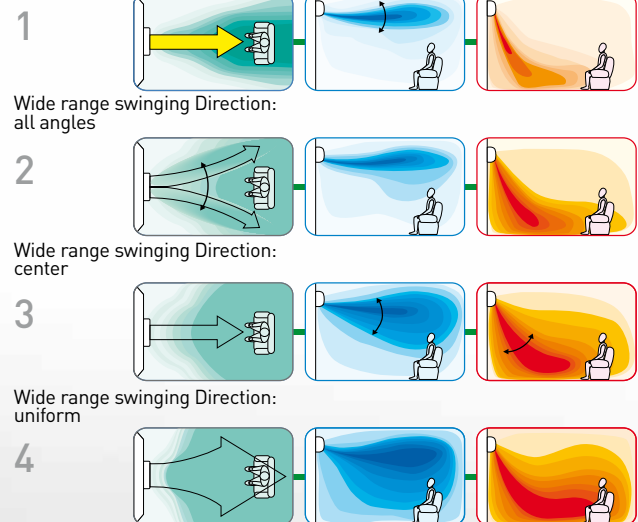 1
Wide range swinging Direction:
all angles
2
Wide range swinging Direction:
center
3
Wide range swinging Direction:
uniform
4